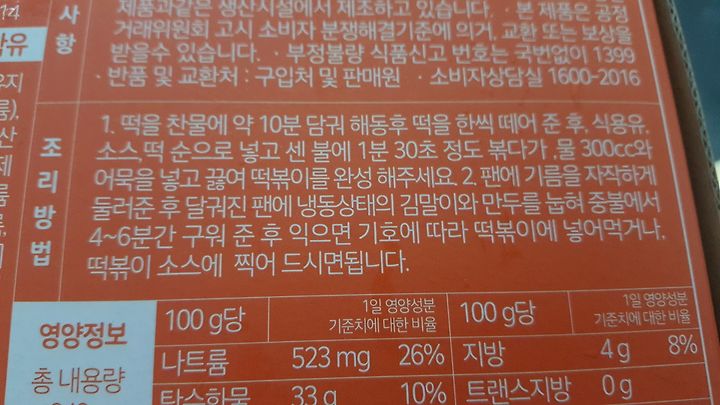 제품과같은 생산시설에서 제조하고 있습니다. · 본 제품은 공정
거래위원회 고시 소비자 분쟁해결기준에 의거, 교환 또는 보상을
받을수 있습니다. · 부정불량 식품신고 번호는 국번없이 1399
· 반품 및 교환처 : 구입처 및 판매원 · 소비자상담실 1600-2016
사항
조리방법
1. 떡을 찬물에 약 10분 담궈 해동후 떡을 한씩 떼어 준 후, 식용유,
소스,떡 순으로 넣고 센 불에 1분 30초 정도 볶다가 ,물 300cc와
어묵을 넣고 끓여 떡볶이를 완성 해주세요. 2. 팬에 기름을 자작하게
둘러준 후 달궈진 팬에 냉동상태의 김말이와 만두를 눕혀 중불에서
4~6분간 구워 준 후 익으면 기호에 따라 떡볶이에 넣어먹거나,
떡볶이 소스에 찍어 드시면됩니다.
영양정보
총 내용량
100 g당 1일 영양성분 기준치에 대한 비율 100 g당 1일 영양성분 기준치에 대한 비율
나트륨 523 mg 26% 지방 4 g 8%
탄수화물 33 g 10% 트랜스지방 0 g